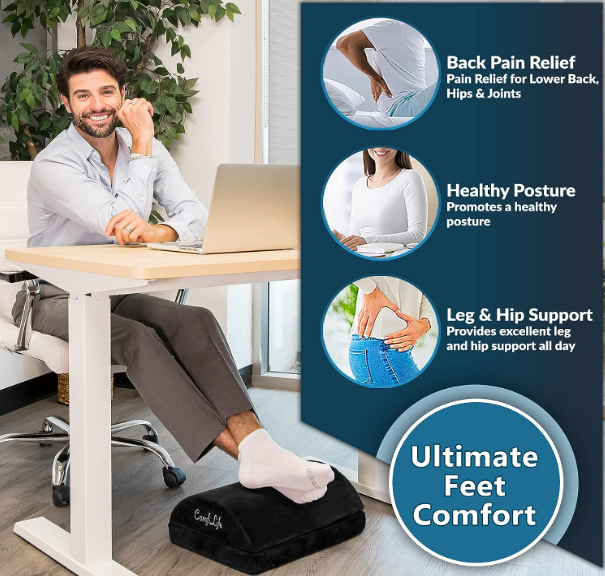 Back Pain Relief
Pain Relief for Lower Back,
Hips & Joints
Healthy Posture
Promotes a healthy
posture
Leg & Hip Support
Provides excellent leg
and hip support all day
Ultimate
Feet
Comfort